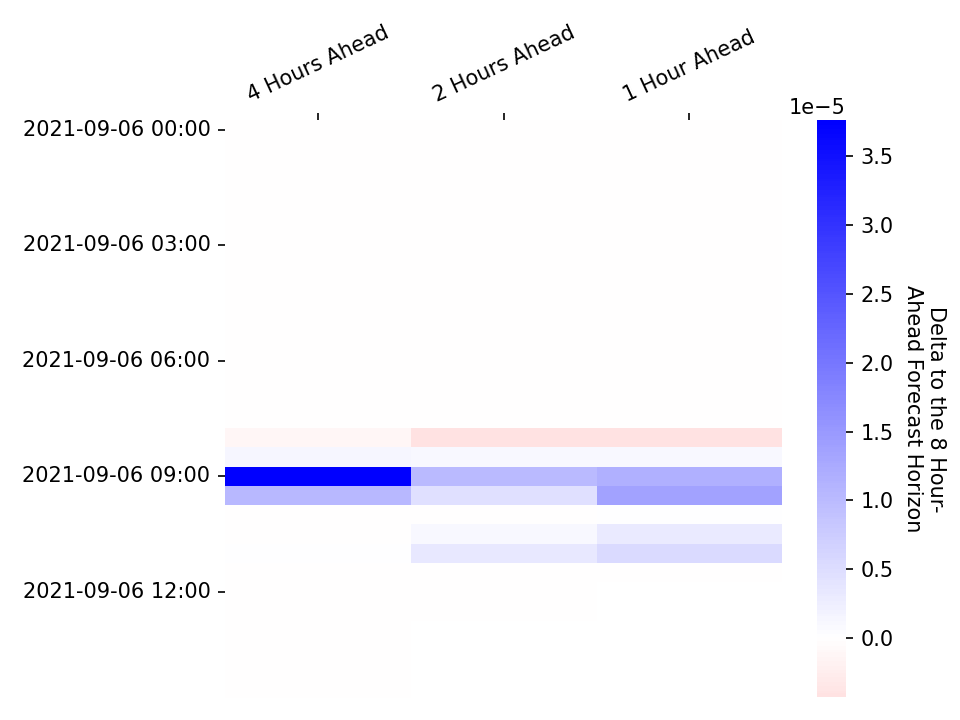 4 Hours Ahead
2 Hours Ahead
1 Hour Ahead
1e−5
2021-09-06 00:00
2021-09-06 03:00
2021-09-06 06:00
2021-09-06 09:00
2021-09-06 12:00
3.5
3.0
2.5
2.0
1.5
1.0
0.5
0.0
Delta to the 8 Hour-
Ahead Forecast Horizon